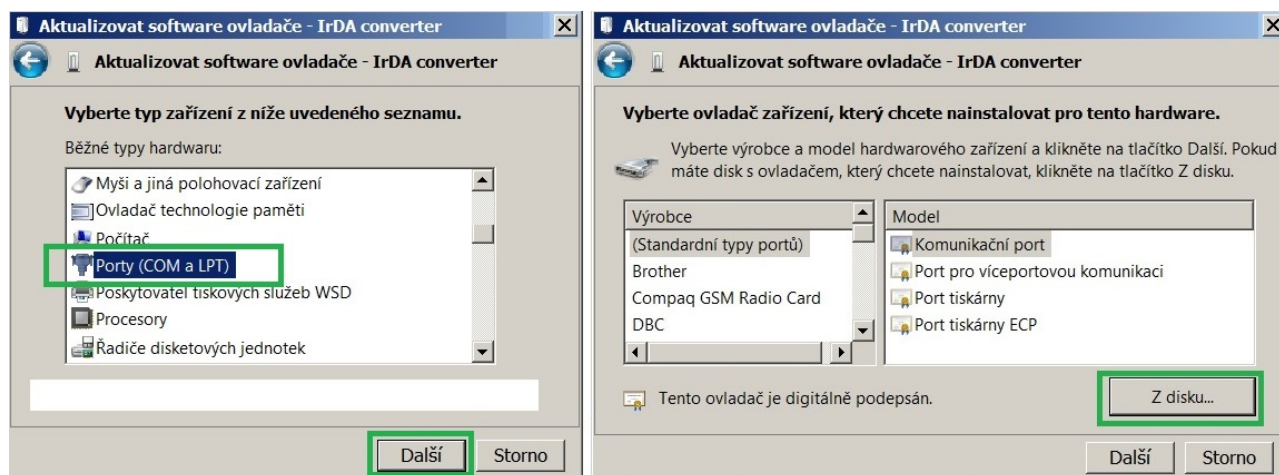 Aktualizovat software ovladače - IrDA converter
Aktualizovat software ovladače - IrDA converter
Vyberte typ zařízení z níže uvedeného seznamu.
Běžné typy hardwaru:
Myši a jiná polohovací zařízení
Ovladač technologie paměti
Počítač
Porty (COM a LPT)
Poskytovatel tiskových služeb WSD
Procesory
Řadiče disketových jednotek
Další
Storno
Aktualizovat software ovladače - IrDA converter
Aktualizovat software ovladače - IrDA converter
Vyberte ovladač zařízení, který chcete nainstalovat pro tento hardware.
Vyberte výrobce a model hardwarového zařízení a klikněte na tlačítko Další. Pokud
máte disk s ovladačem, který chcete nainstalovat, klikněte na tlačítko Z disku.
Výrobce
(Standardní typy portů)
Brother
Compaq GSM Radio Card
DBC
Model
Komunikační port
Port pro víceportovou komunikaci
Port tiskárny
Port tiskárny ECP
Tento ovladač je digitálně podepsán.
Z disku...
Další
Storno